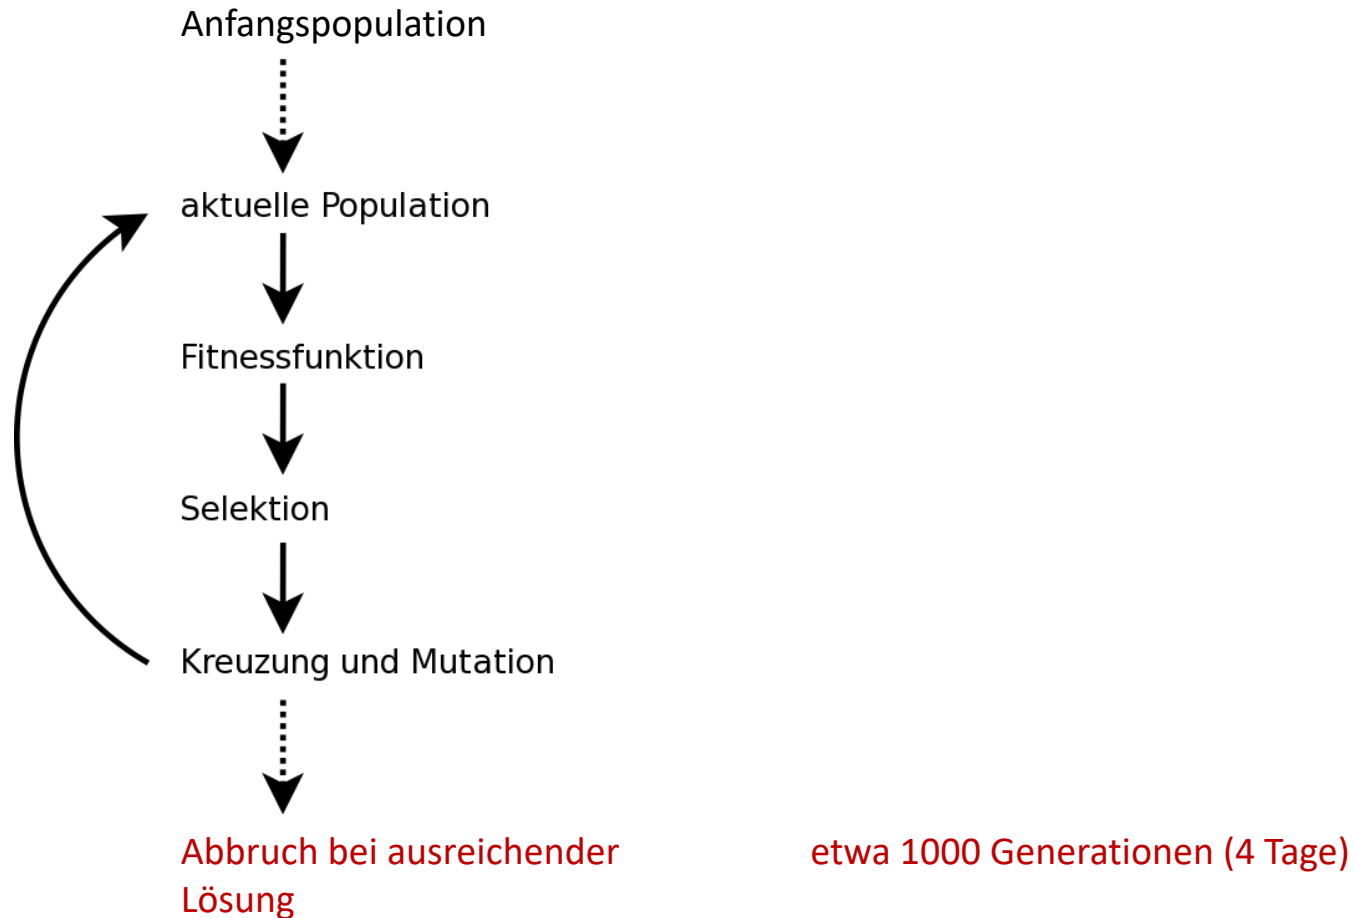 Anfangspopulation
aktuelle Population
Fitnessfunktion
Selektion
Kreuzung und Mutation
Abbruch bei ausreichender
Lösung
etwa 1000 Generationen (4 Tage)